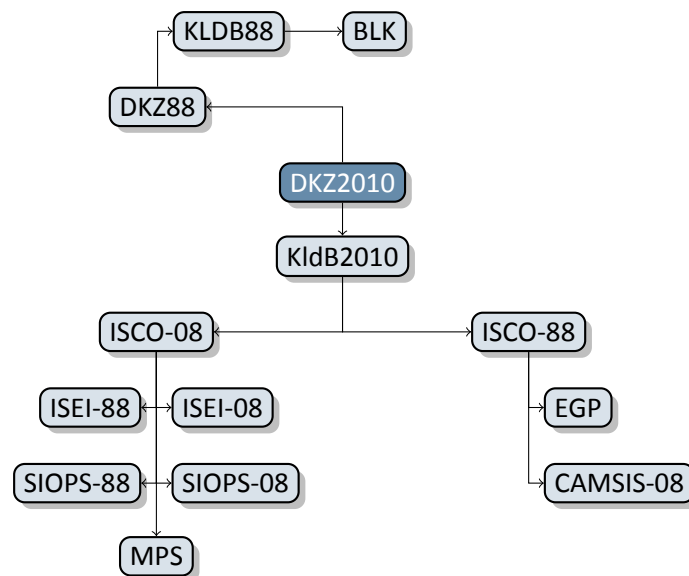 KLDB88 BLK
DKZ88
DKZ2010
KldB2010
ISCO-08 ISCO-88
ISEI-88 ISEI-08 EGP
SIOPS-88 SIOPS-08 CAMSIS-08
MPS